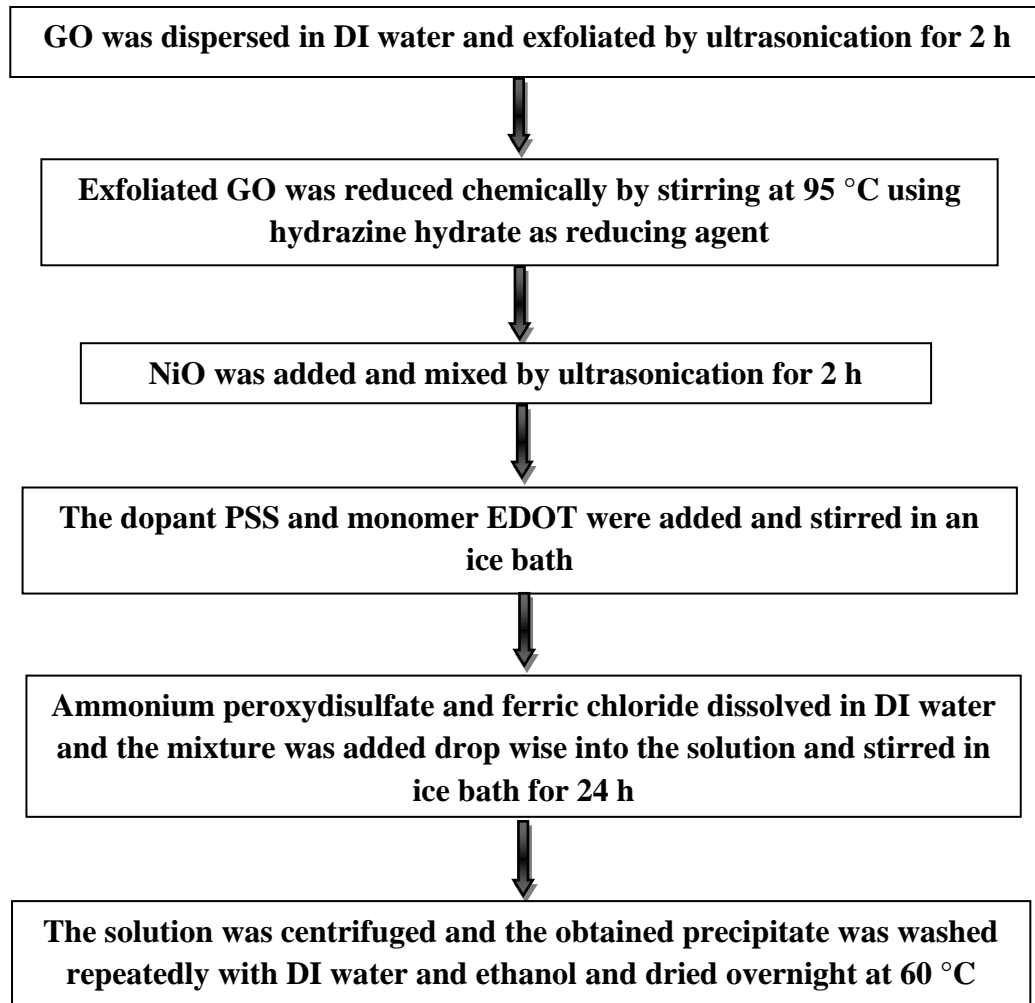 GO was dispersed in DI water and exfoliated by ultrasonication for 2 h
Exfoliated GO was reduced chemically by stirring at 95 °C using
hydrazine hydrate as reducing agent
NiO was added and mixed by ultrasonication for 2 h
The dopant PSS and monomer EDOT were added and stirred in an
ice bath
Ammonium peroxydisulfate and ferric chloride dissolved in DI water
and the mixture was added drop wise into the solution and stirred in
ice bath for 24 h
The solution was centrifuged and the obtained precipitate was washed
repeatedly with DI water and ethanol and dried overnight at 60 °C